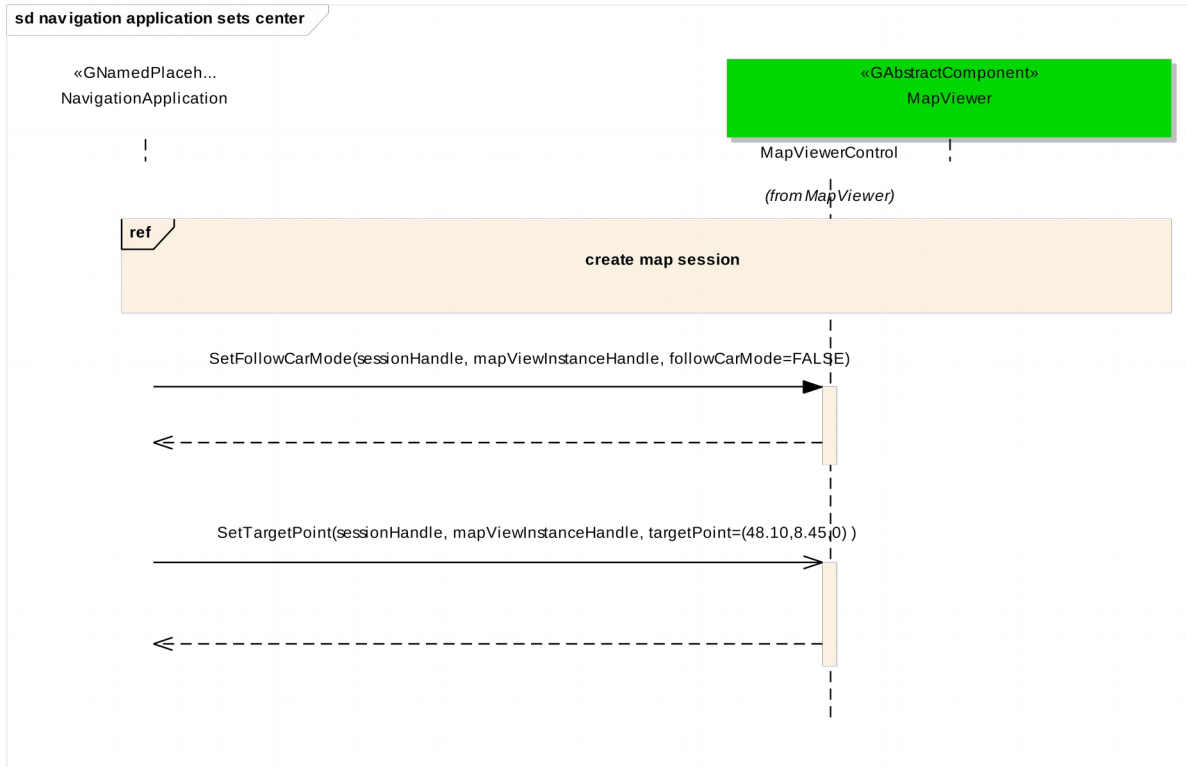 sd navigation application sets center
«GNamedPlaceh...
NavigationApplication
«GAbstractComponent»
MapViewer
MapViewerControl
(from MapViewer)
ref
create map session
SetFollowCarMode(sessionHandle, mapViewInstanceHandle, followCarMode=FALSE)
SetTargetPoint(sessionHandle, mapViewInstanceHandle, targetPoint=(48.10,8.45,0) )